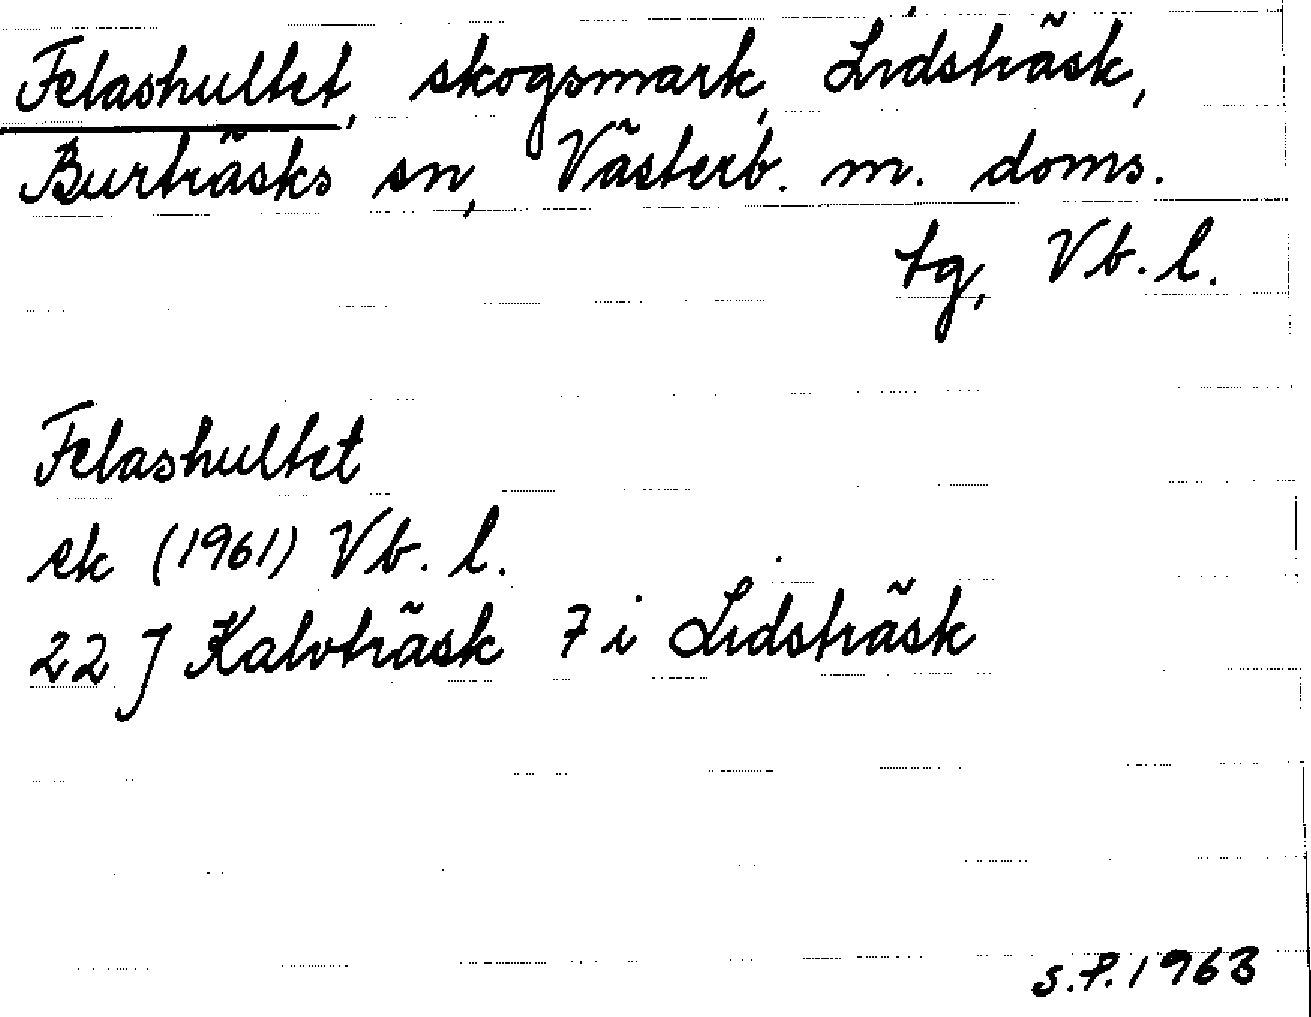 Felashultet, skogsmark, Lidsträsk,
Burträsks sn, Västerb. m. doms.
tg, Vb. l.
Felashultet
ek (1961) Vb. l.
22 J Kalvträsk 7 i Lidsträsk
S.P. 1963